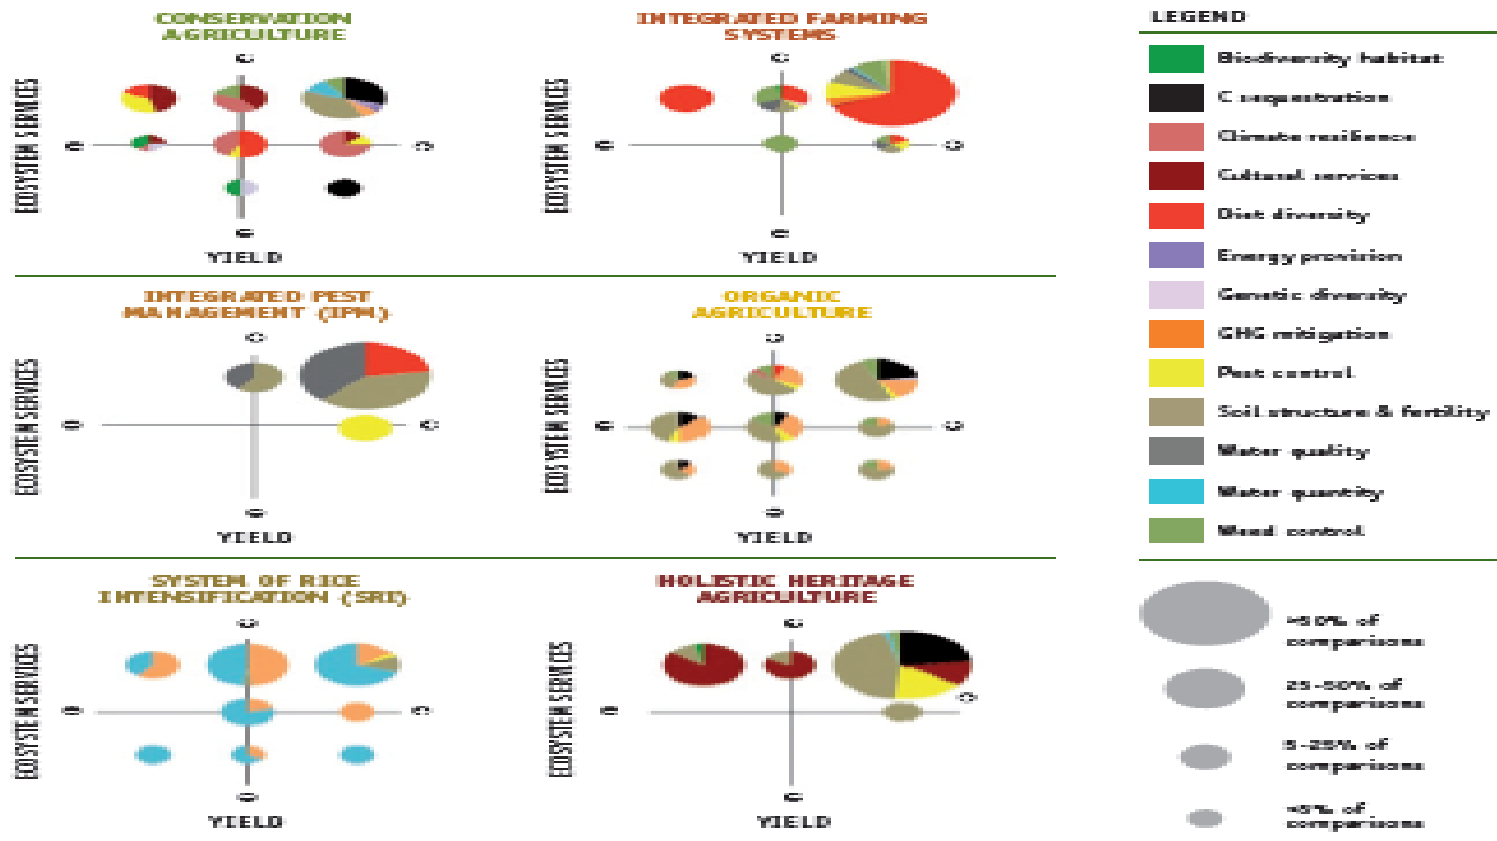 CONSERVATION
AGRICULTURE
ECOSYSTEM SERVICES
YIELD
INTEGRATED FARMING
SYSTEMS
ECOSYSTEM SERVICES
YIELD
INTEGRATED PEST
MANAGEMENT (IPM)
ECOSYSTEM SERVICES
YIELD
ORGANIC
AGRICULTURE
ECOSYSTEM SERVICES
YIELD
SYSTEM OF RICE
INTENSIFICATION (SRI)
ECOSYSTEM SERVICES
YIELD
HOLISTIC HERITAGE
AGRICULTURE
ECOSYSTEM SERVICES
YIELD
LEGEND
Biodiversity habitat
C sequestration
Climate resilience
Cultural services
Diet diversity
Energy provision
Genetic diversity
GHG mitigation
Pest control
Soil structure & fertility
Water quality
Water quantity
Weed control
50% of
comparisons
25-50% of
comparisons
5-25% of
comparisons
<5% of
comparisons